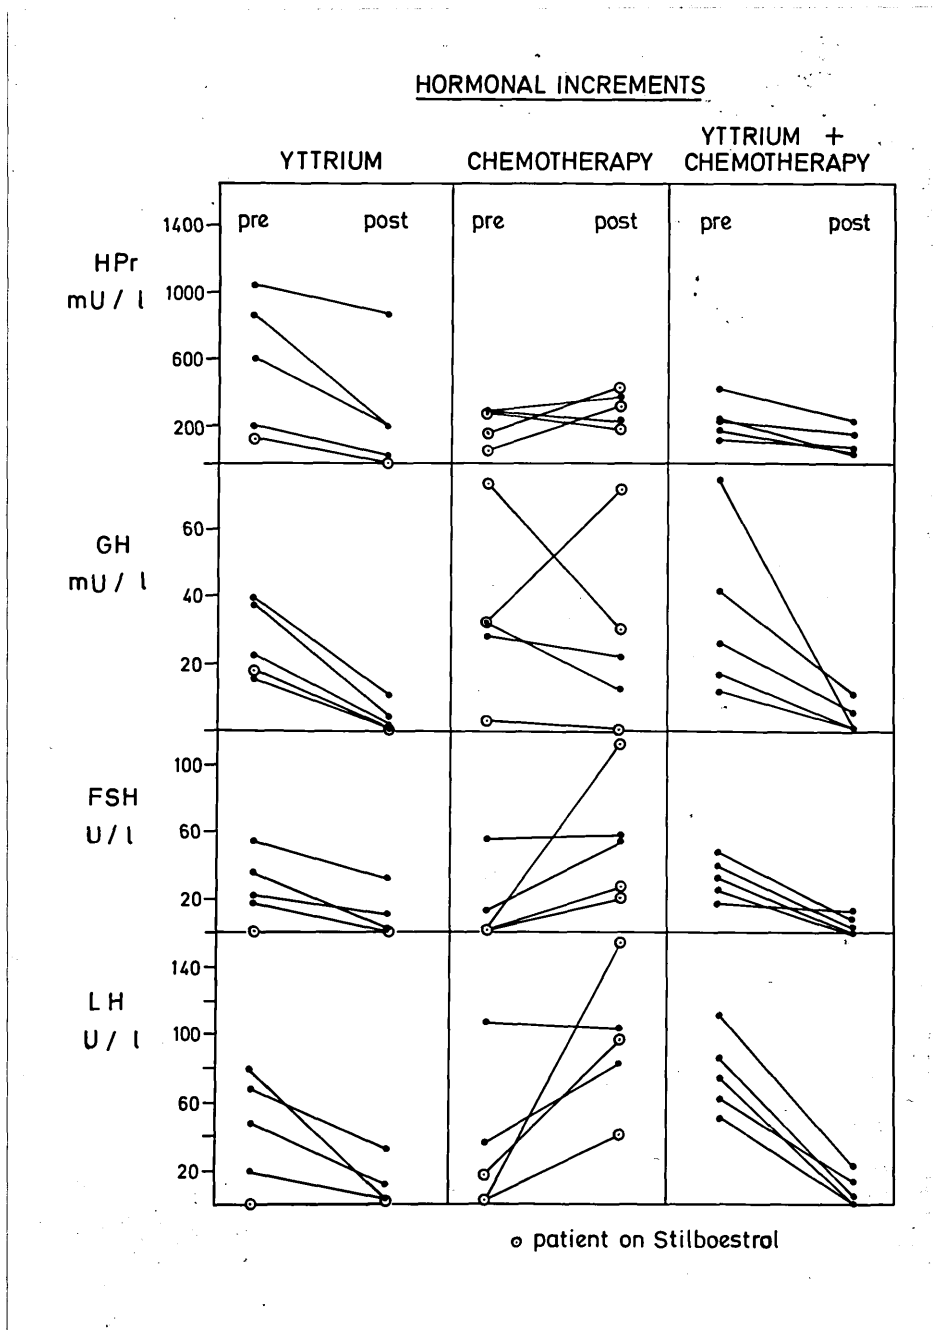 HORMONAL INCREMENTS
YTTRIUM CHEMOTHERAPY YTTRIUM + CHEMOTHERAPY
pre post pre post pre post
HPr
mU / l
1400
1000
600
200
GH
mU / l
60
40
20
FSH
U/l
100
60
20
LH
U/ l
140
100
60
20
⊙ patient on Stilboestrol